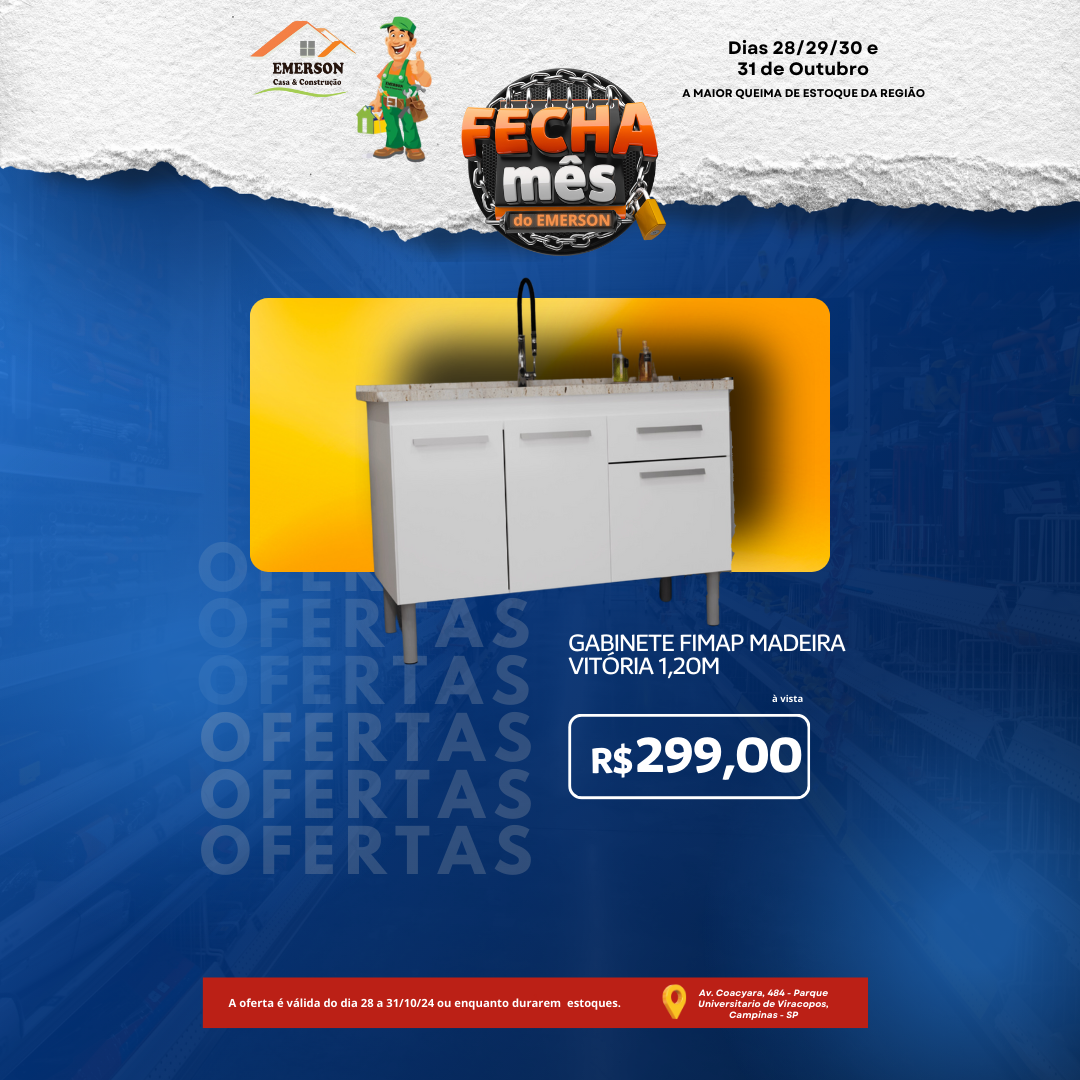 EMERSON
Casa & Construção
Dias 28/29/30 e
31 de Outubro
A MAIOR QUEIMA DE ESTOQUE DA REGIÃO
FECHA
mês
do EMERSON
OFERTAS
OFERTAS
OFERTAS
OFERTAS
OFERTAS
GABINETE FIMAP MADEIRA
VITÓRIA 1,20M
à vista
R$299,00
A oferta é válida do dia 28 a 31/10/24 ou enquanto durarem estoques.
Av. Coacyara, 484 - Parque
Universitario de Viracopos,
Campinas - SP